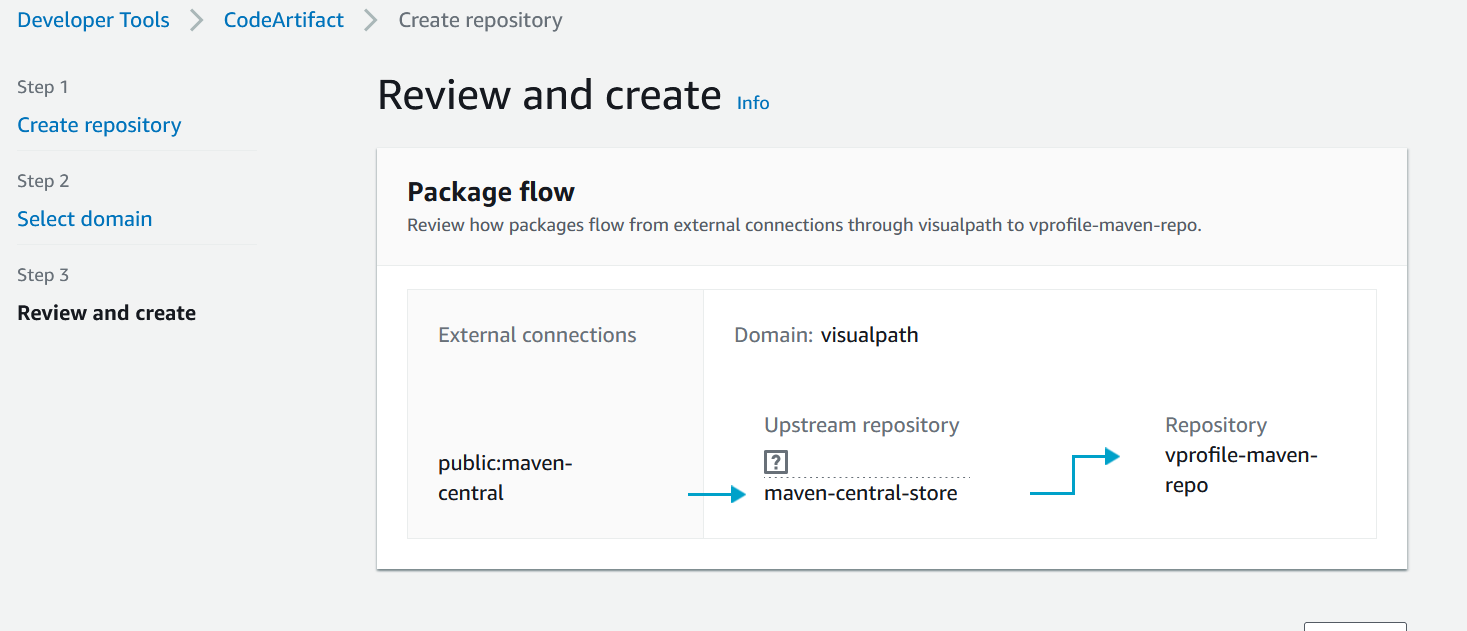 Developer Tools > CodeArtifact > Create repository
Step 1
Create repository
Step 2
Select domain
Step 3
Review and create
Review and create Info
Package flow
Review how packages flow from external connections through visualpath to vprofile-maven-repo.
External connections
public:maven-
central
Domain: visualpath
Upstream repository
?
maven-central-store
Repository
vprofile-maven-
repo